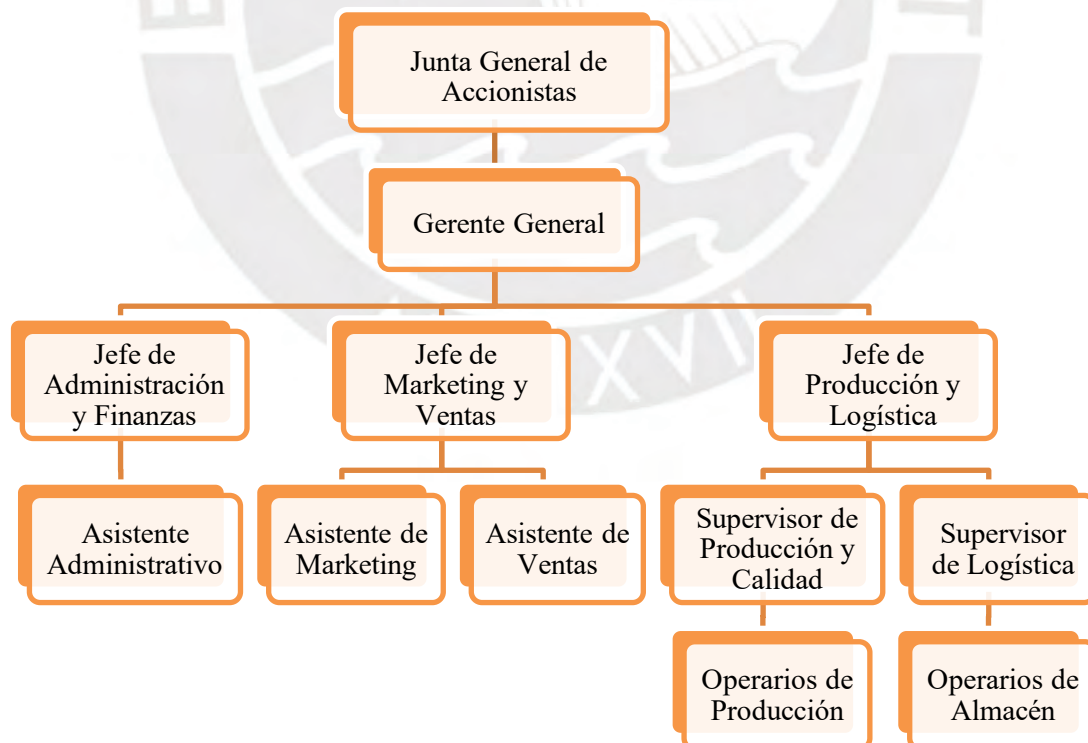 Junta General de
Accionistas
Gerente General
Jefe de
Administración
y Finanzas
Jefe de
Marketing y
Ventas
Jefe de
Producción y
Logística
Asistente
Administrativo
Asistente de
Marketing
Asistente de
Ventas
Supervisor de
Producción y
Calidad
Supervisor
de Logística
Operarios de
Producción
Operarios de
Almacén